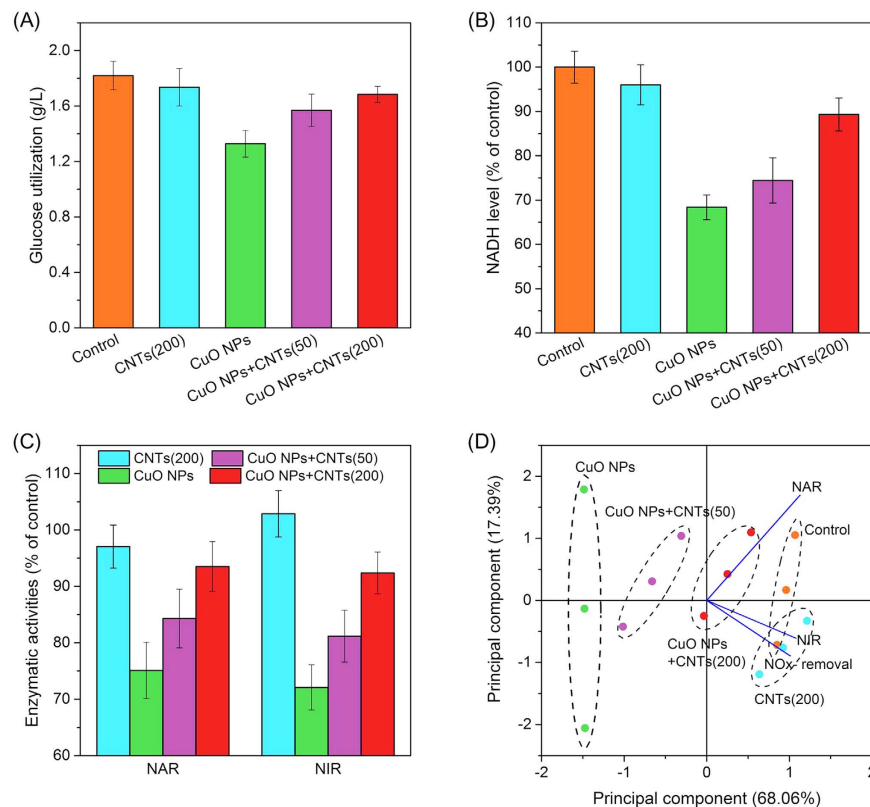 (A)
Glucose utilization (g/L)
2.0
1.6
1.2
0.8
0.4
0.0
Control
CNTs(200)
CuO NPs
CuO NPs+CNTs(50)
CuO NPs+CNTs(200)
(B)
NADH level (% of control)
100
90
80
70
60
50
40
Control
CNTs(200)
CuO NPs
CuO NPs+CNTs(50)
CuO NPs+CNTs(200)
(C)
Enzymatic activities (% of control)
CNTs(200) CuO NPs+CNTs(50)
CuO NPs CuO NPs+CNTs(200)
110
100
90
80
70
60
NAR NIR
(D)
Principal component (17.39%)
2
1
0
-1
-2
CuO NPs
NAR
CuO NPs+CNTs(50)
Control
CuO NPs
+CNTs(200)
NIR
NOx- removal
CNTs(200)
-2 -1 0 1 2
Principal component (68.06%)